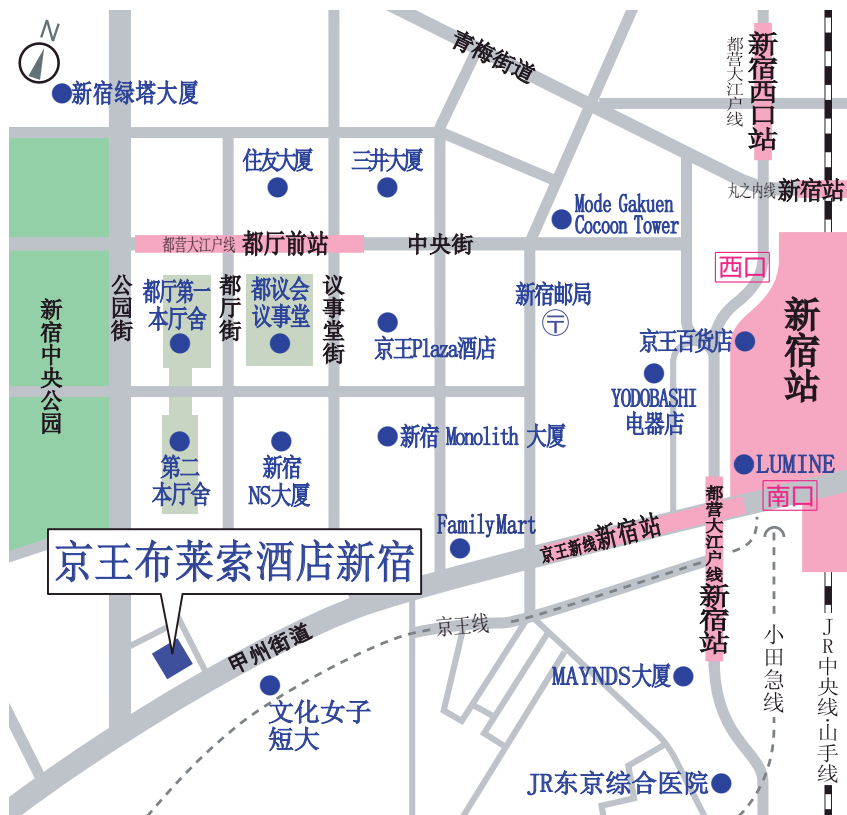 N
青梅街道
都营大江户线
新宿西口站
新宿绿塔大厦
住友大厦
三井大厦
丸之内线
新宿站
Mode Gakuen
Cocoon Tower
都营大江户线
都厅前站
中央街
西口
公园街
都厅第一
本厅舍
都厅街
都议会
议事堂
议事堂街
新宿邮局
〒
新宿中央公园
京王Plaza酒店
京王百货店
新宿站
YODOBASHI
电器店
新宿 Monolith 大厦
第二
本厅舍
新宿
NS大厦
LUMINE
南口
FamilyMart
京王新线
新宿站
都营大江户线
新宿站
京王布莱索酒店新宿
甲州街道
京王线
小田急线
JR中央线·山手线
MAYNDS大厦
文化女子
短大
JR东京综合医院